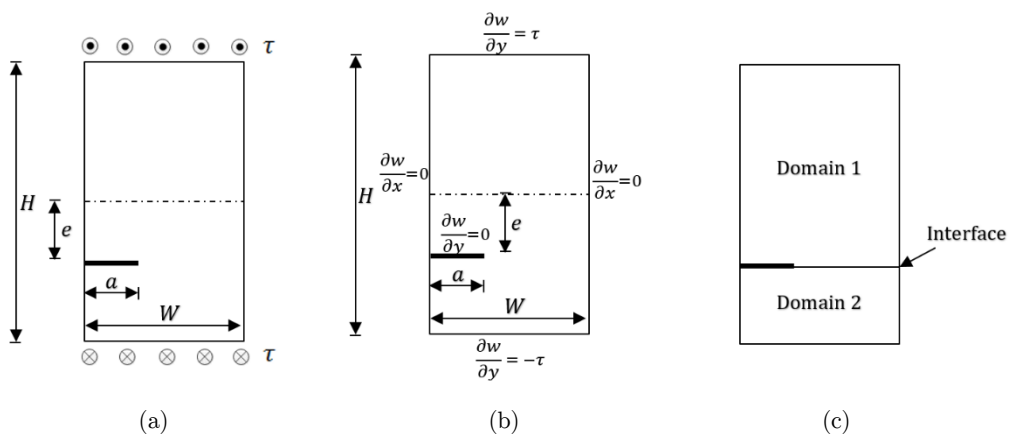 τ
H
e
a
W
τ
(a)
∂w/∂y = τ
H
∂w/∂x =0
∂w/∂x =0
∂w/∂y =0
e
a
W
∂w/∂y = −τ
(b)
Domain 1
Interface
Domain 2
(c)